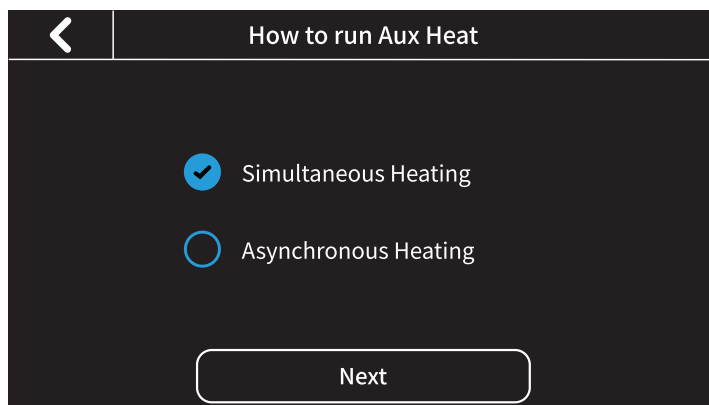 How to run Aux Heat
Simultaneous Heating
Asynchronous Heating
Next